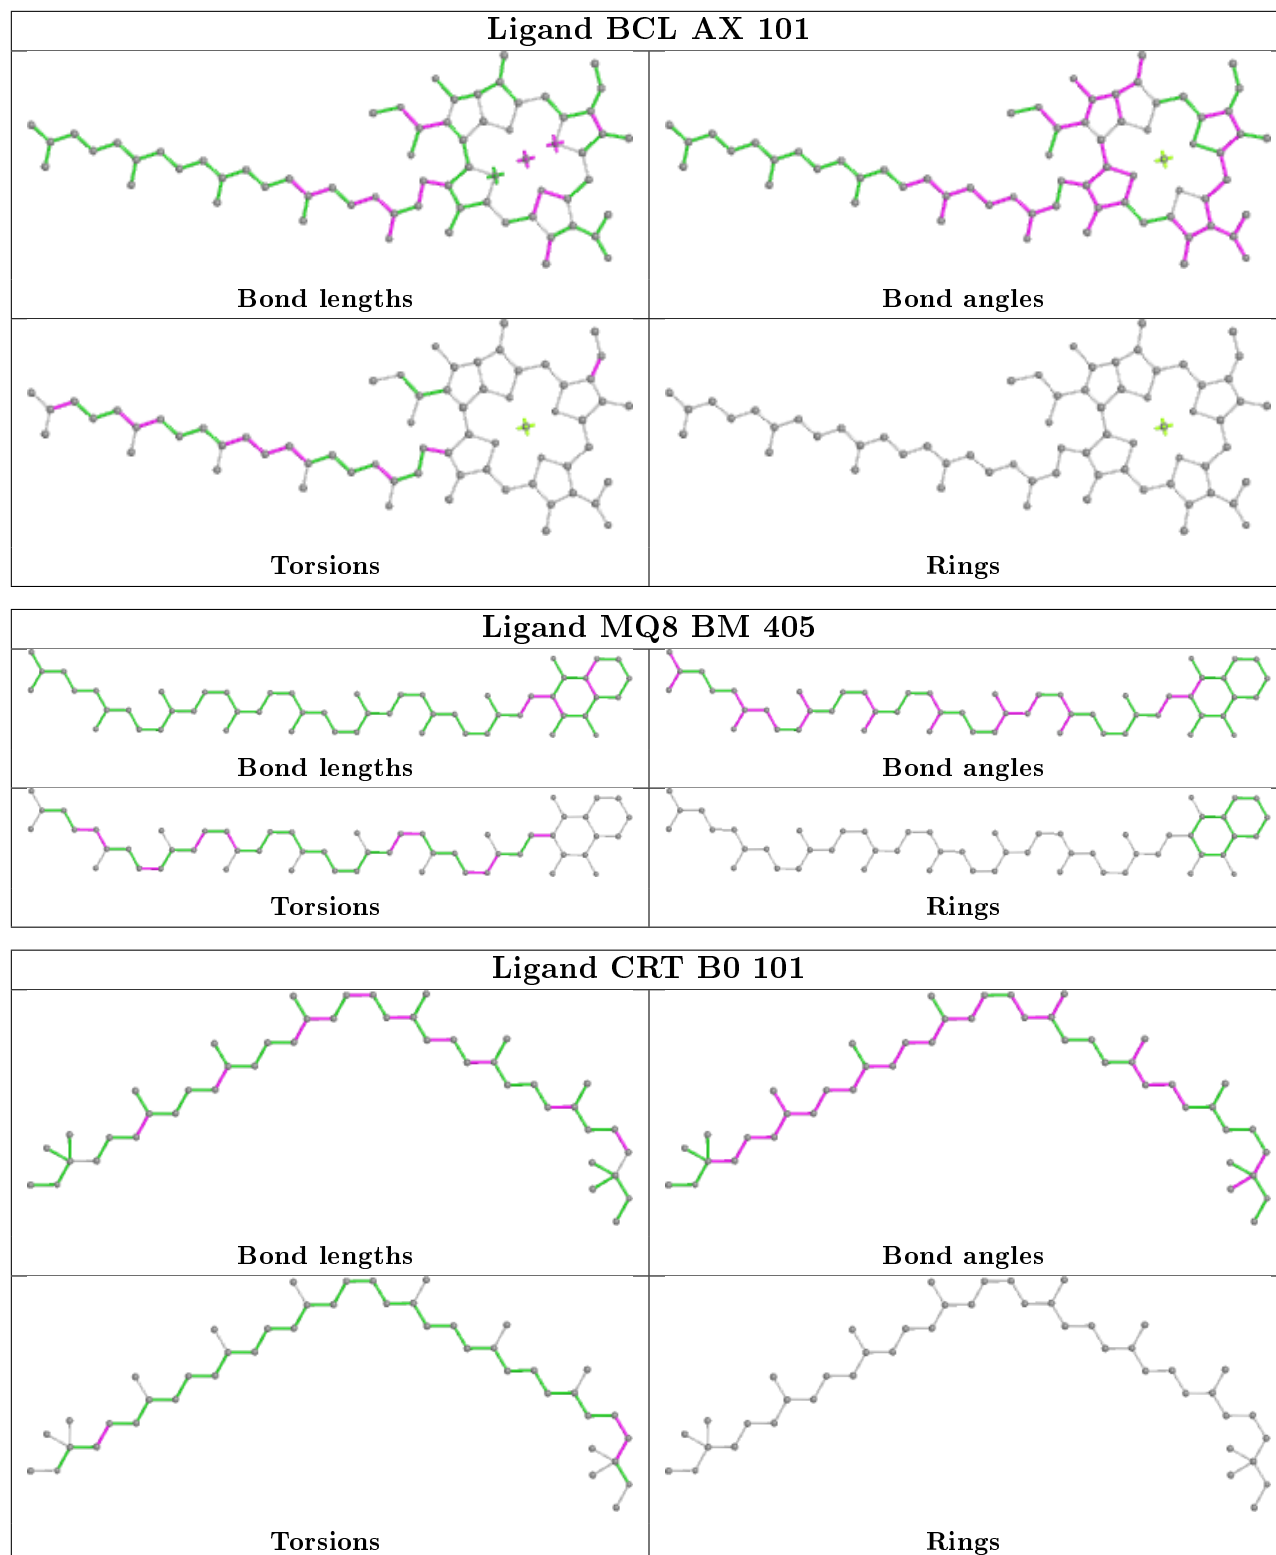 Ligand BCL AX 101
Bond lengths
Bond angles
Torsions
Rings
Ligand MQ8 BM 405
Bond lengths
Bond angles
Torsions
Rings
Ligand CRT B0 101
Bond lengths
Bond angles
Torsions
Rings